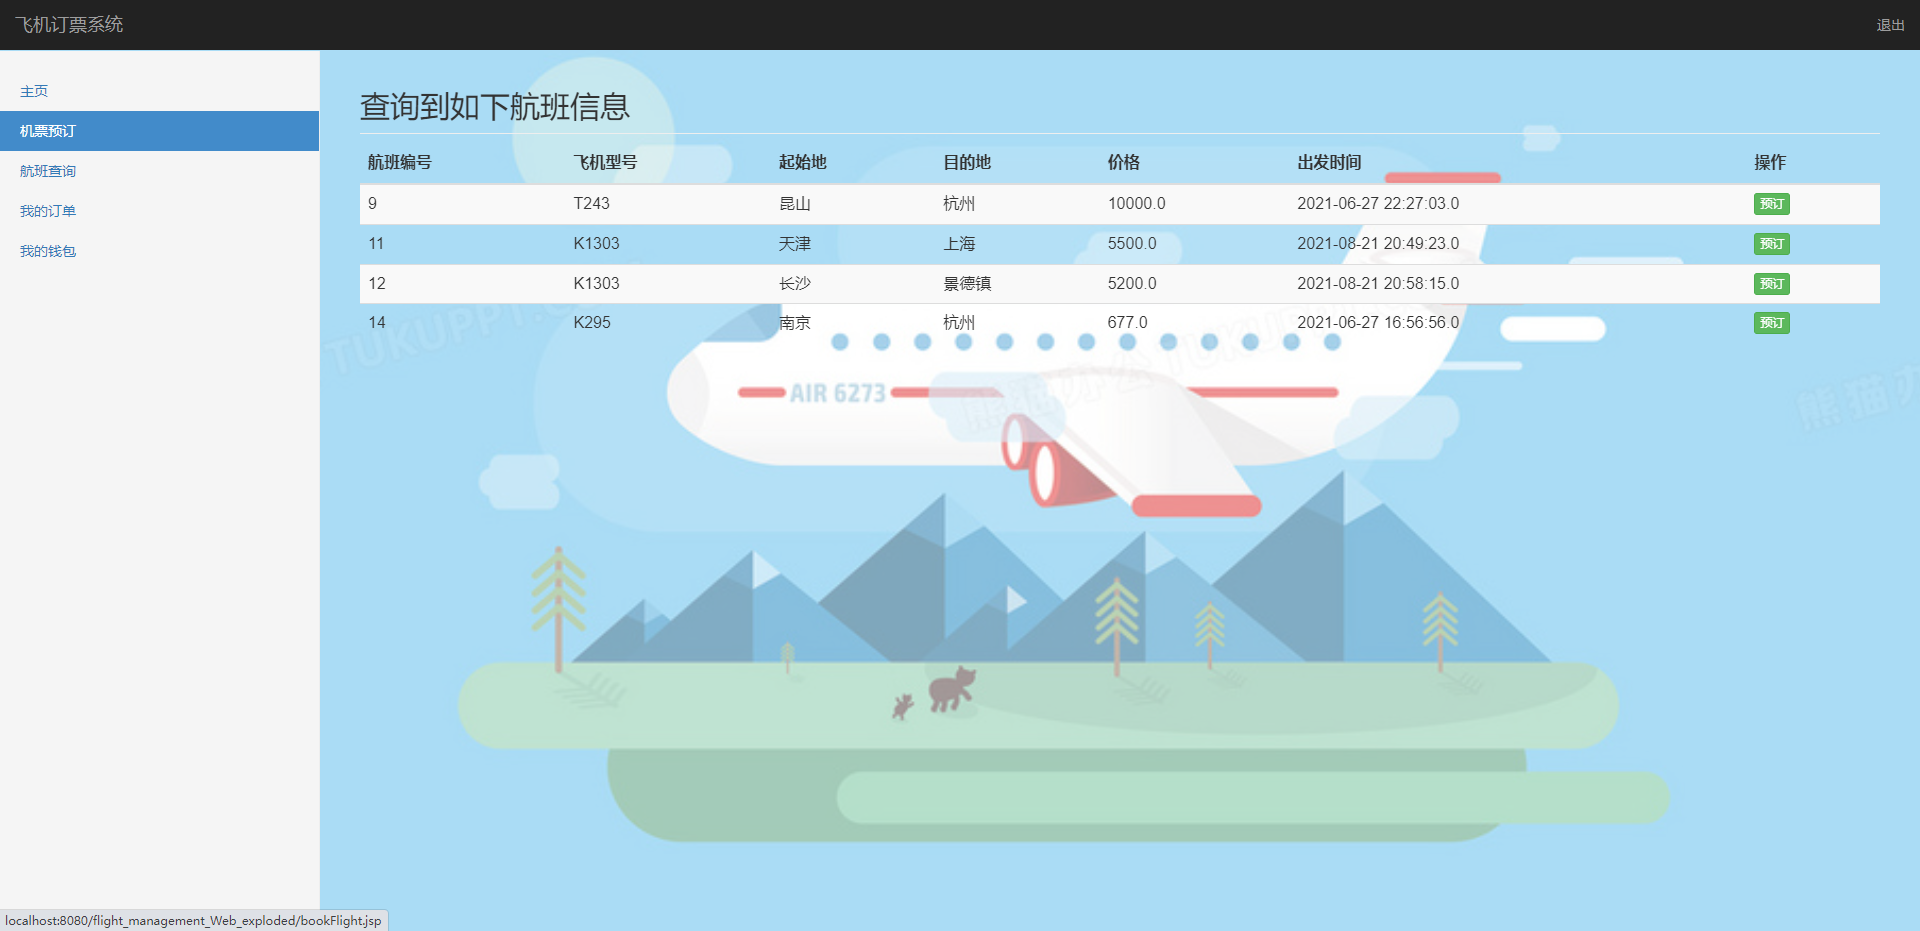 飞机订票系统
退出
主页
机票预订
航班查询
我的订单
我的钱包
查询到如下航班信息
航班编号 飞机型号 起始地 目的地 价格 出发时间 操作
9 T243 昆山 杭州 10000.0 2021-06-27 22:27:03.0 预订
11 K1303 天津 上海 5500.0 2021-08-21 20:49:23.0 预订
12 K1303 长沙 景德镇 5200.0 2021-08-21 20:58:15.0 预订
14 K295 南京 杭州 677.0 2021-06-27 16:56:56.0 预订
AIR 6273
熊猫办公
localhost:8080/flight_management_Web_exploded/bookFlight.jsp